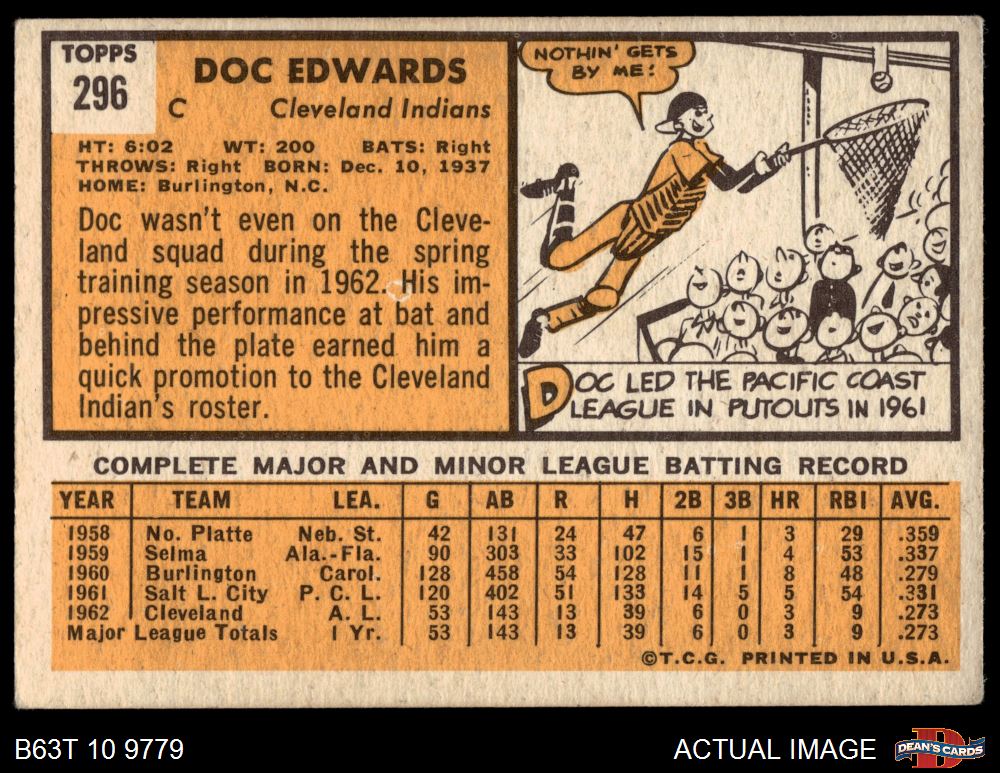 TOPPS
296
DOC EDWARDS
C Cleveland Indians
HT: 6:02 WT: 200 BATS: Right
THROWS: Right BORN: Dec. 10, 1937
HOME: Burlington, N.C.
Doc wasn't even on the Cleve-
land squad during the spring
training season in 1962. His im-
pressive performance at bat and
behind the plate earned him a
quick promotion to the Cleveland
Indian's roster.
NOTHIN' GETS
BY ME!
DOC LED THE PACIFIC COAST
LEAGUE IN PUTOUTS IN 1961
COMPLETE MAJOR AND MINOR LEAGUE BATTING RECORD
YEAR TEAM LEA. G AB R H 2B 3B HR RBI AVG.
1958 No. Platte Neb. St. 42 131 24 47 6 1 3 29 .359
1959 Selma Ala.-Fla. 90 303 33 102 15 1 4 53 .337
1960 Burlington Carol. 128 458 54 128 11 1 8 48 .279
1961 Salt L. City P. C. L. 120 402 51 133 14 5 5 54 .331
1962 Cleveland A. L. 53 143 13 39 6 0 3 9 .273
Major League Totals 1 Yr. 53 143 13 39 6 0 3 9 .273
©T.C.G. PRINTED IN U.S.A.
B63T 10 9779
ACTUAL IMAGE
D
DEAN'S CARDS